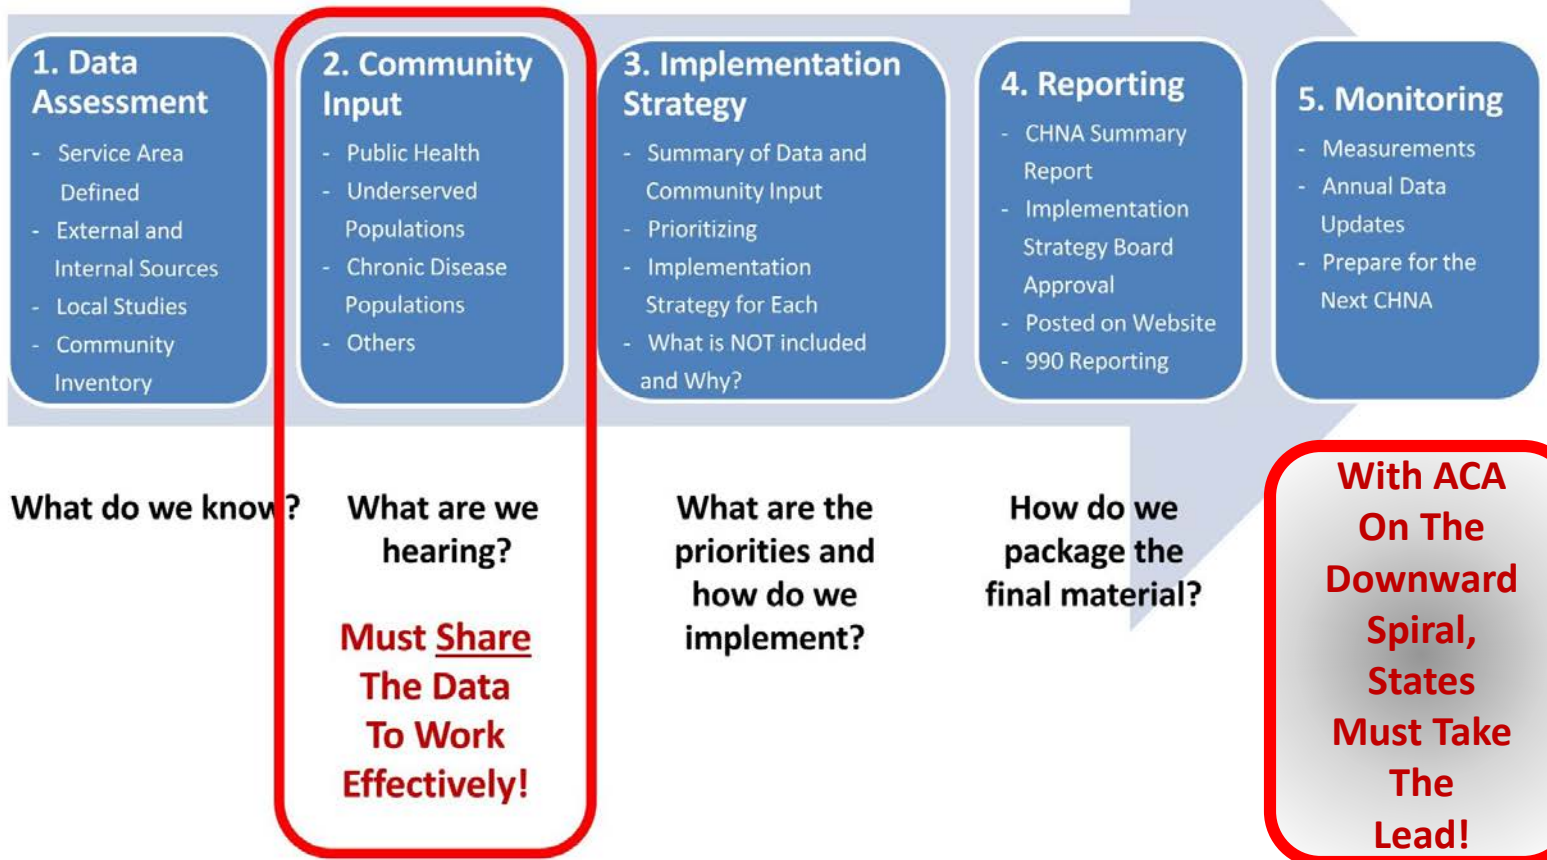 1. Data
Assessment
- Service Area
Defined
- External and
Internal Sources
- Local Studies
- Community
Inventory
2. Community
Input
- Public Health
- Underserved
Populations
- Chronic Disease
Populations
- Others
3. Implementation
Strategy
- Summary of Data and
Community Input
- Prioritizing
- Implementation
Strategy for Each
- What is NOT included
and Why?
4. Reporting
- CHNA Summary
Report
- Implementation
Strategy Board
Approval
- Posted on Website
- 990 Reporting
5. Monitoring
- Measurements
- Annual Data
Updates
- Prepare for the
Next CHNA
What do we know?
What are we
hearing?
Must Share
The Data
To Work
Effectively!
What are the
priorities and
how do we
implement?
How do we
package the
final material?
With ACA
On The
Downward
Spiral,
States
Must Take
The
Lead!